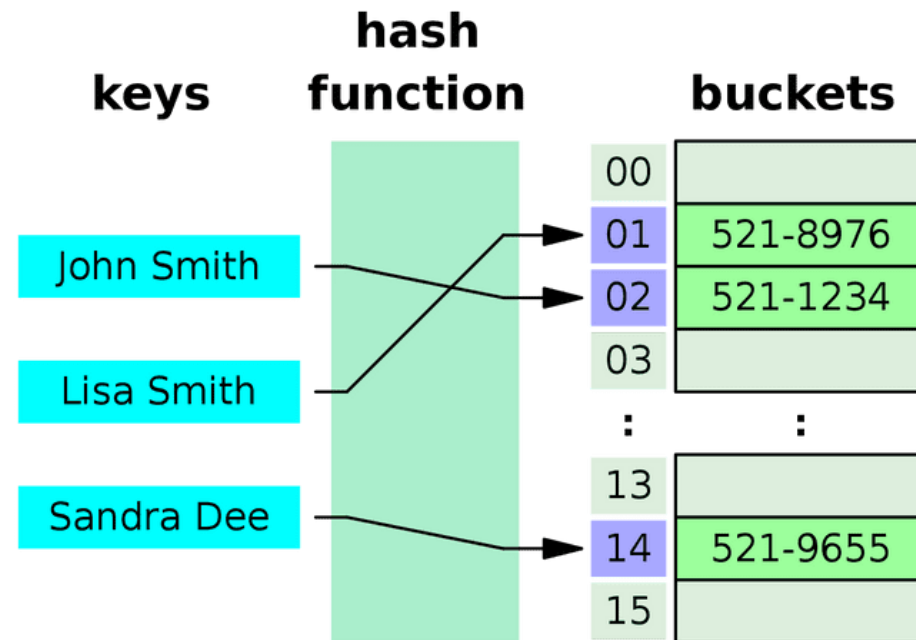 keys
hash
function
buckets
John Smith
Lisa Smith
Sandra Dee
00
01 521-8976
02 521-1234
03
: :
13
14 521-9655
15